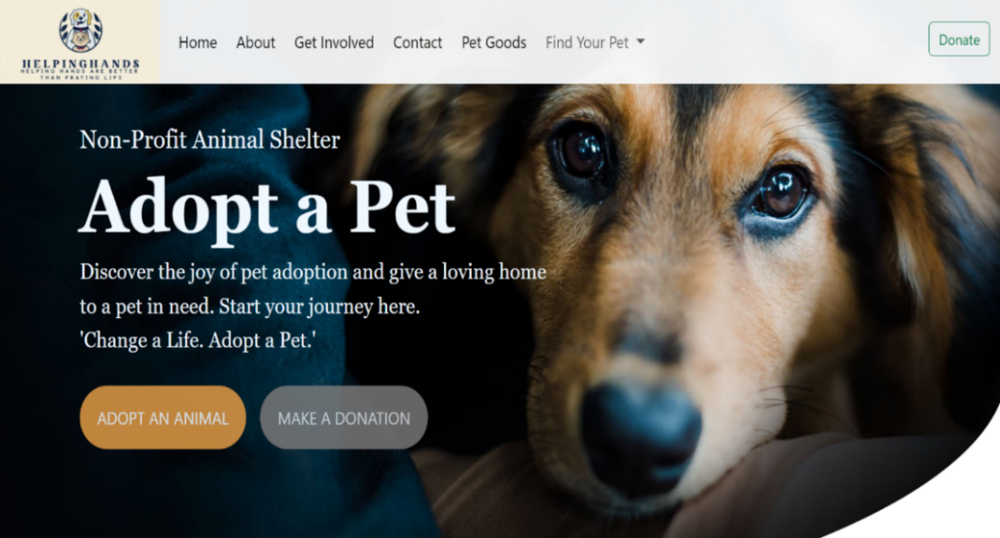 HELPINGHANDS
HELPING HANDS ARE BETTER
THAN PRAYING LIPS
Home About Get Involved Contact Pet Goods Find Your Pet
Donate
Non-Profit Animal Shelter
Adopt a Pet
Discover the joy of pet adoption and give a loving home
to a pet in need. Start your journey here.
'Change a Life. Adopt a Pet.'
ADOPT AN ANIMAL
MAKE A DONATION